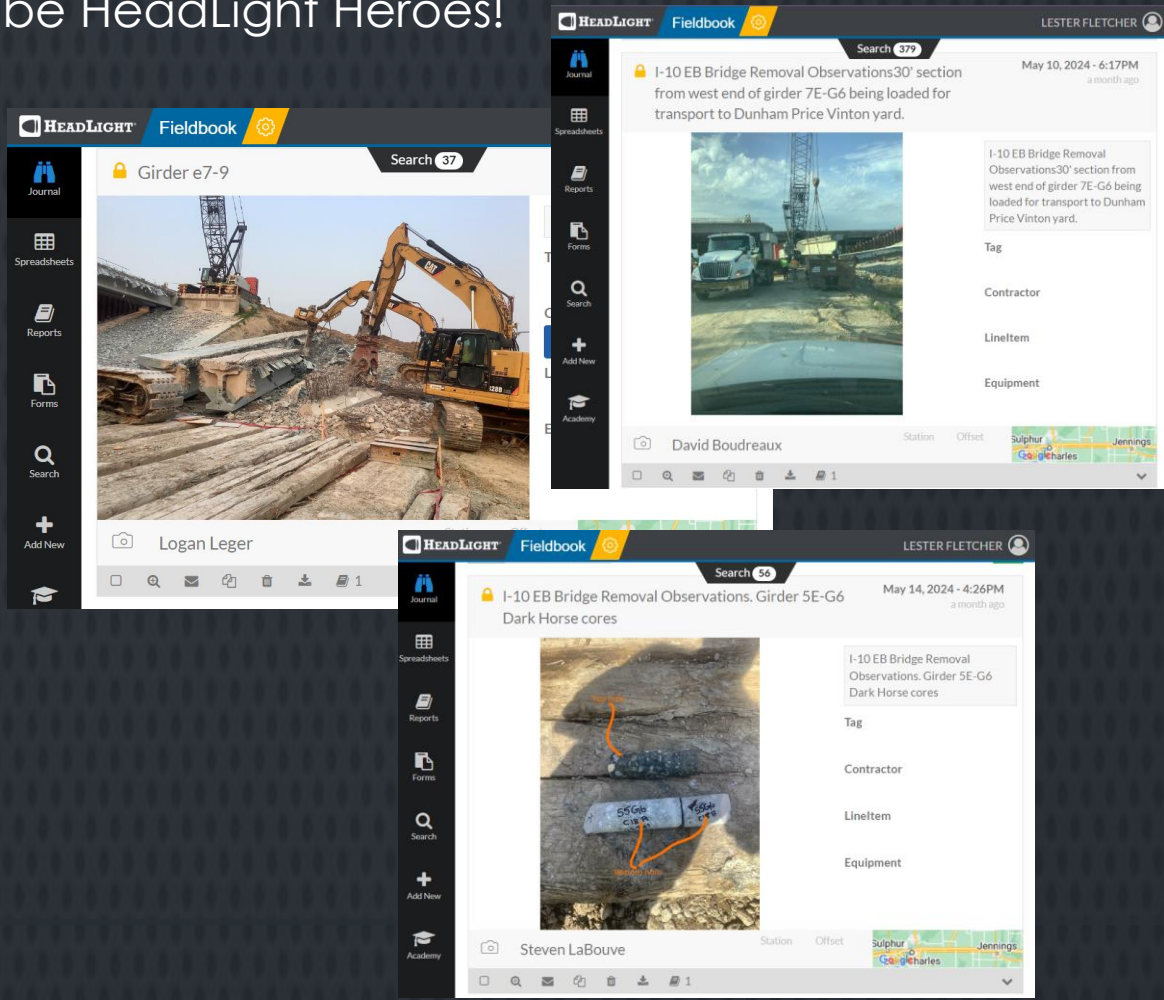 be HeadLight Heroes!
HEADLIGHT Fieldbook
LESTER FLETCHER
Search 379
Journal
Spreadsheets
Reports
Forms
Search
Add New
Academy
I-10 EB Bridge Removal Observations30' section
from west end of girder 7E-G6 being loaded for
transport to Dunham Price Vinton yard.
May 10, 2024 - 6:17PM
a month ago
I-10 EB Bridge Removal
Observations30' section from
west end of girder 7E-G6 being
loaded for transport to Dunham
Price Vinton yard.
Tag
Contractor
LineItem
Equipment
David Boudreaux
Station Offset
Sulphur
Jennings
Google
1
HEADLIGHT Fieldbook
Search 37
Journal
Spreadsheets
Reports
Forms
Search
Add New
Girder e7-9
CAT
328D
Logan Leger
1
HEADLIGHT Fieldbook
LESTER FLETCHER
Search 56
Journal
Spreadsheets
Reports
Forms
Search
Add New
Academy
I-10 EB Bridge Removal Observations. Girder 5E-G6
Dark Horse cores
May 14, 2024 - 4:26PM
a month ago
I-10 EB Bridge Removal
Observations. Girder 5E-G6
Dark Horse cores
Tag
Contractor
LineItem
Equipment
Steven LaBouve
Station Offset
Sulphur
Jennings
Google
1